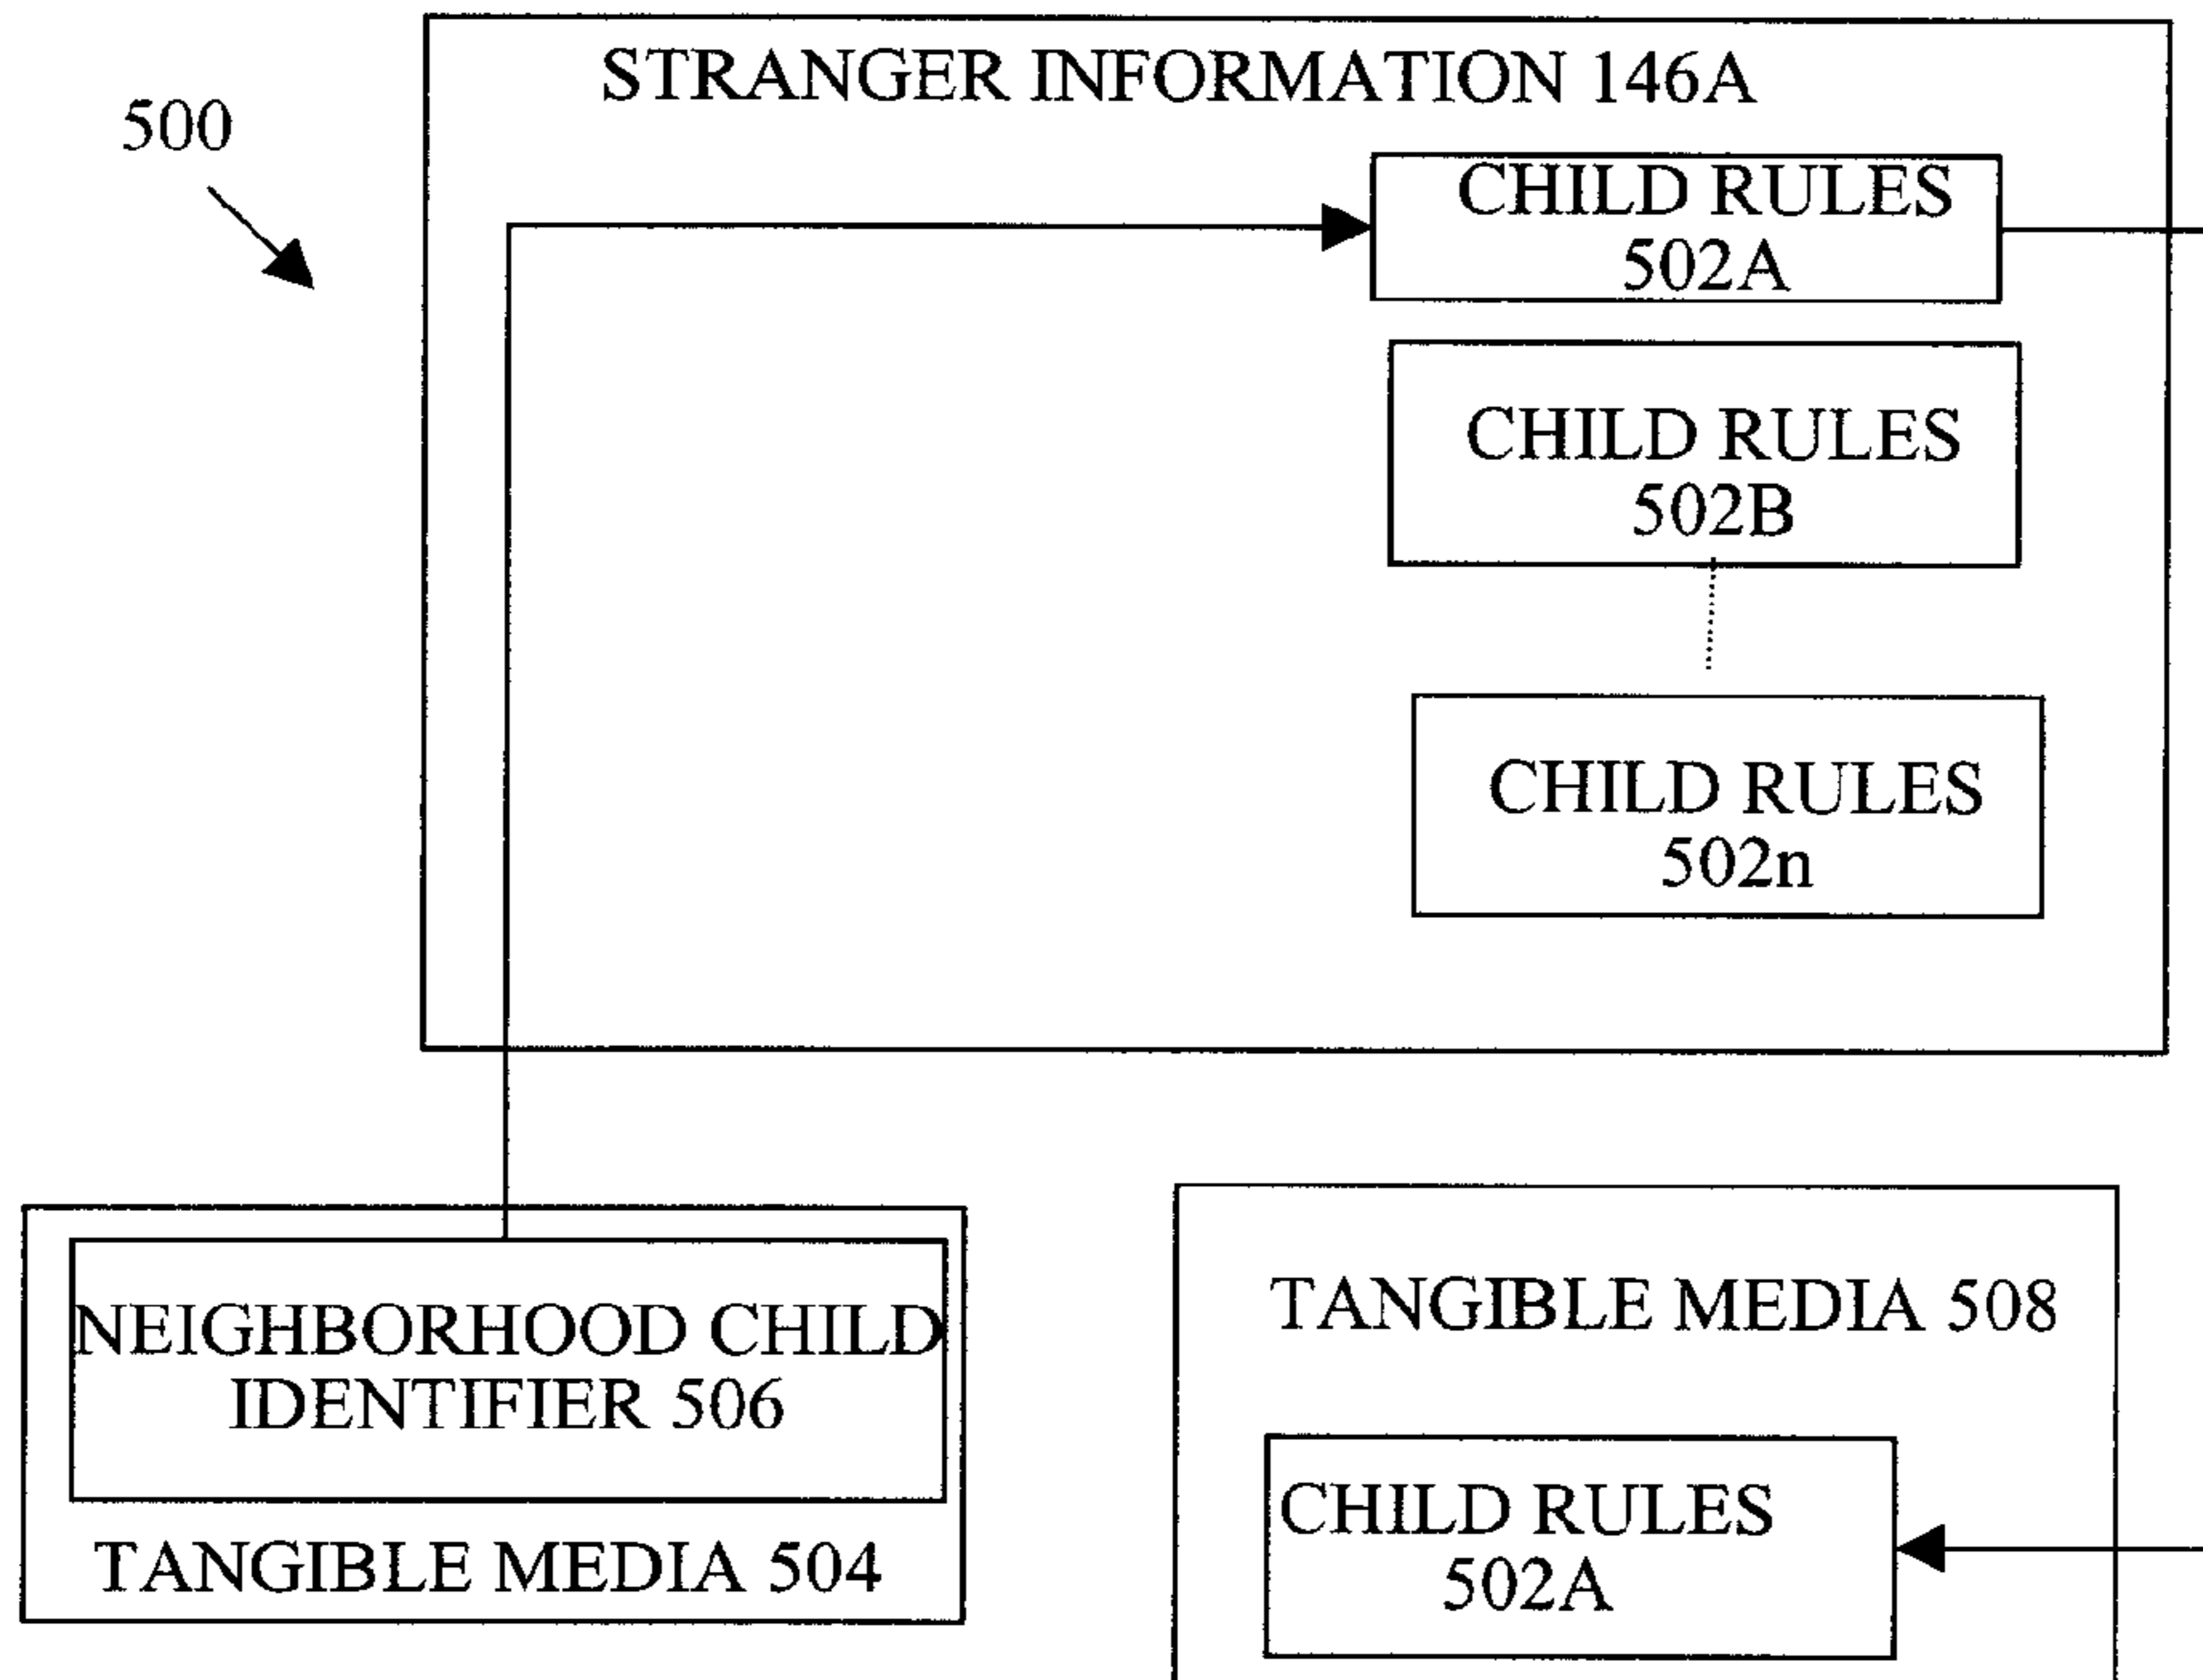 STRANGER INFORMATION 146A
500
CHILD RULES
502A
CHILD RULES
502B
CHILD RULES
502n
NEIGHBORHOOD CHILD
IDENTIFIER 506
TANGIBLE MEDIA 504
TANGIBLE MEDIA 508
CHILD RULES
502A